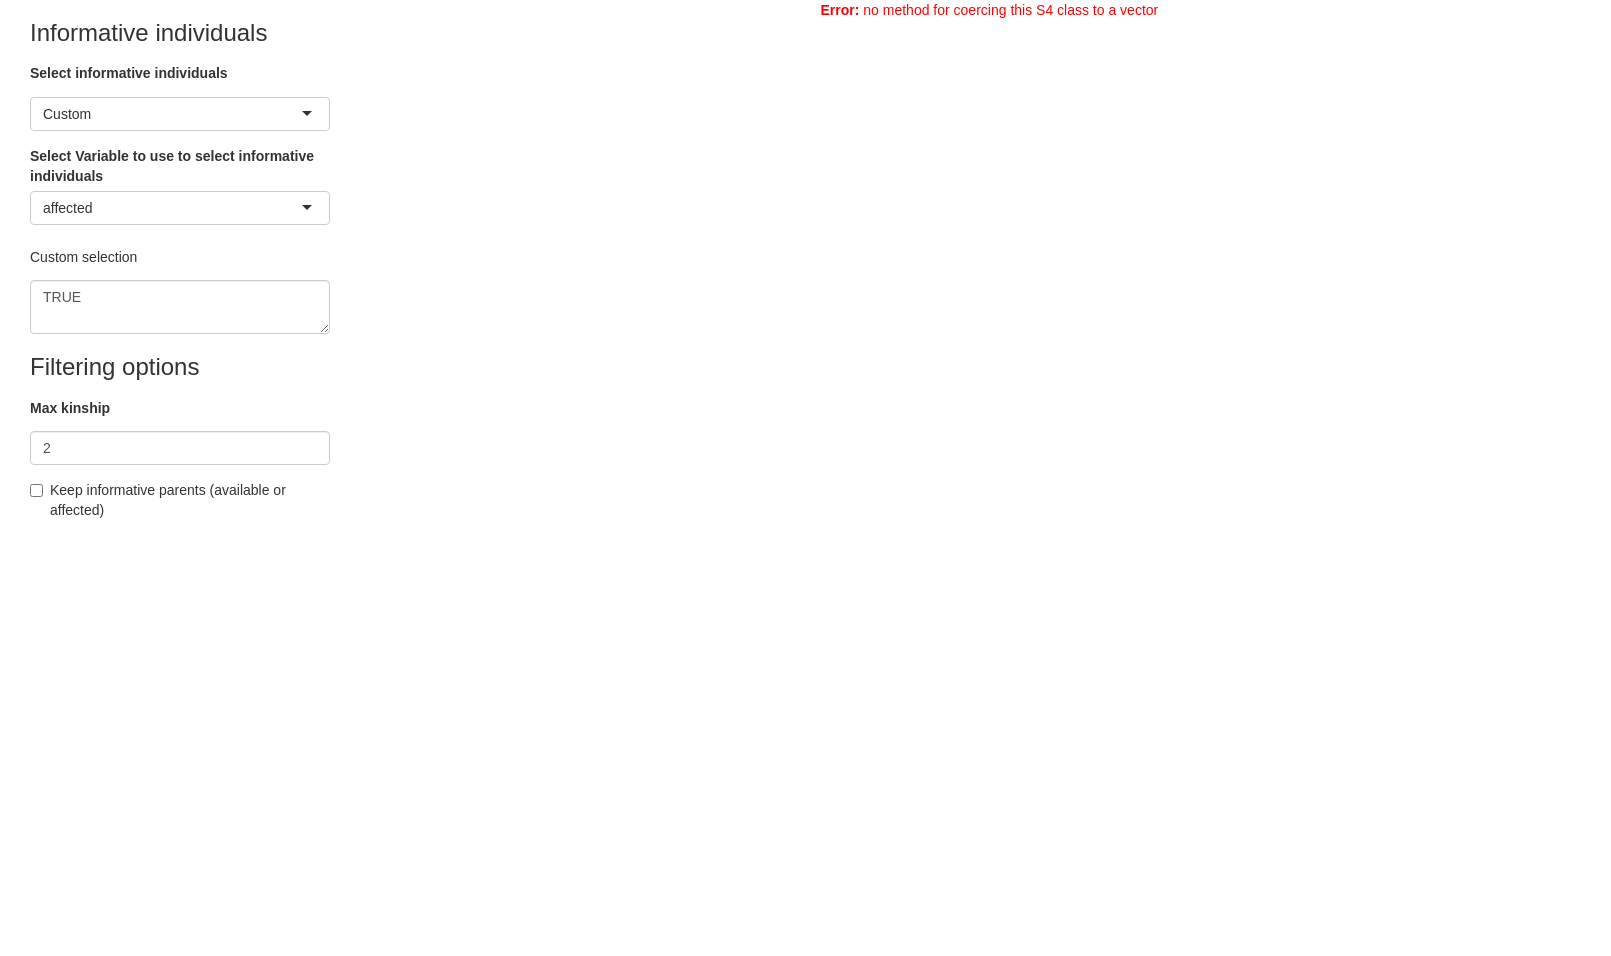 Informative individuals
Select informative individuals
Custom
Select Variable to use to select informative
individuals
affected
Custom selection
TRUE
Filtering options
Max kinship
2
Keep informative parents (available or
affected)
Error: no method for coercing this S4 class to a vector